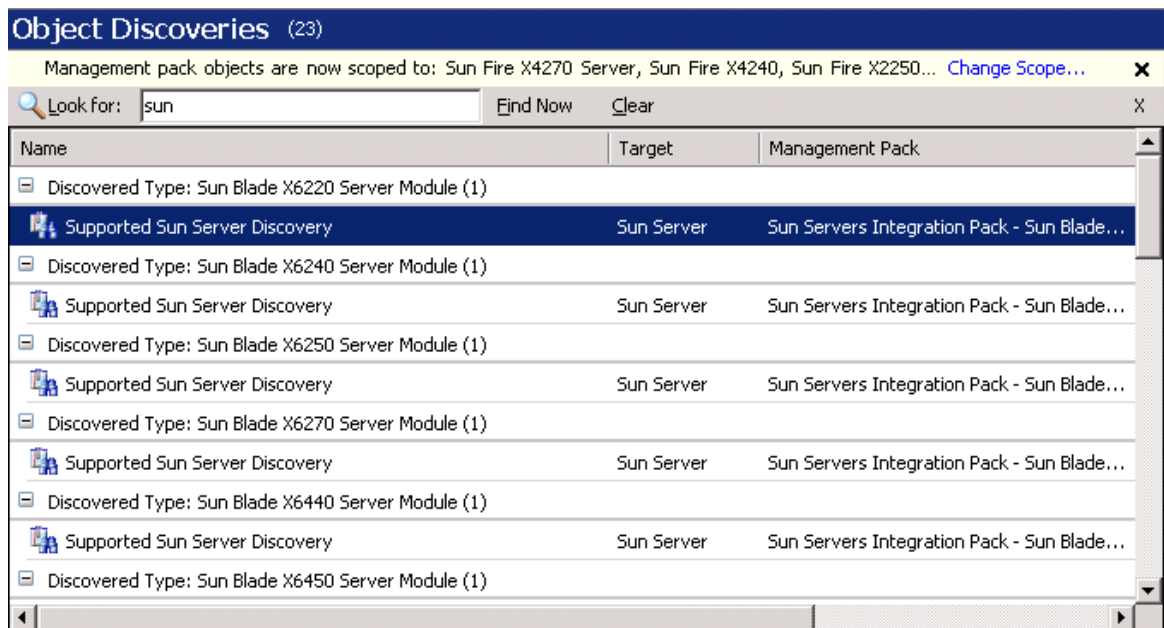 Object Discoveries (23)
Management pack objects are now scoped to: Sun Fire X4270 Server, Sun Fire X4240, Sun Fire X2250... Change Scope... x
Look for: sun Find Now Clear X
Name Target Management Pack
Discovered Type: Sun Blade X6220 Server Module (1)
Supported Sun Server Discovery Sun Server Sun Servers Integration Pack - Sun Blade...
Discovered Type: Sun Blade X6240 Server Module (1)
Supported Sun Server Discovery Sun Server Sun Servers Integration Pack - Sun Blade...
Discovered Type: Sun Blade X6250 Server Module (1)
Supported Sun Server Discovery Sun Server Sun Servers Integration Pack - Sun Blade...
Discovered Type: Sun Blade X6270 Server Module (1)
Supported Sun Server Discovery Sun Server Sun Servers Integration Pack - Sun Blade...
Discovered Type: Sun Blade X6440 Server Module (1)
Supported Sun Server Discovery Sun Server Sun Servers Integration Pack - Sun Blade...
Discovered Type: Sun Blade X6450 Server Module (1)